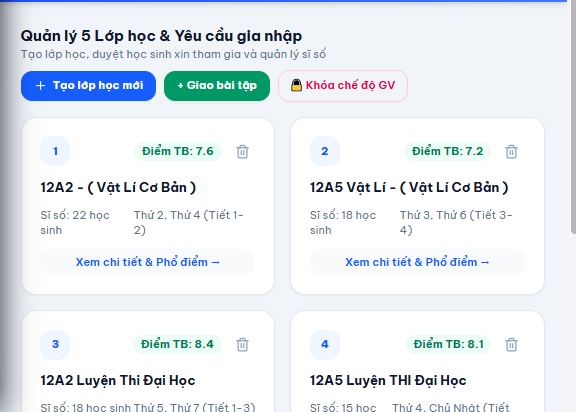 Quản lý 5 Lớp học & Yêu cầu gia nhập
Tạo lớp học, duyệt học sinh xin tham gia và quản lý sĩ số
+ Tạo lớp học mới
+ Giao bài tập
Khóa chế độ GV
1
Điểm TB: 7.6
12A2 - ( Vật Lí Cơ Bản )
Sĩ số: 22 học sinh
Thứ 2, Thứ 4 (Tiết 1-2)
Xem chi tiết & Phổ điểm →
2
Điểm TB: 7.2
12A5 Vật Lí - ( Vật Lí Cơ Bản )
Sĩ số: 18 học sinh
Thứ 3, Thứ 6 (Tiết 3-4)
Xem chi tiết & Phổ điểm →
3
Điểm TB: 8.4
12A2 Luyện Thi Đại Học
Sĩ số: 18 học sinh Thứ 5, Thứ 7 (Tiết 1-3)
4
Điểm TB: 8.1
12A5 Luyện THI Đại Học
Sĩ số: 15 học
Thứ 4, Chủ Nhật (Tiết